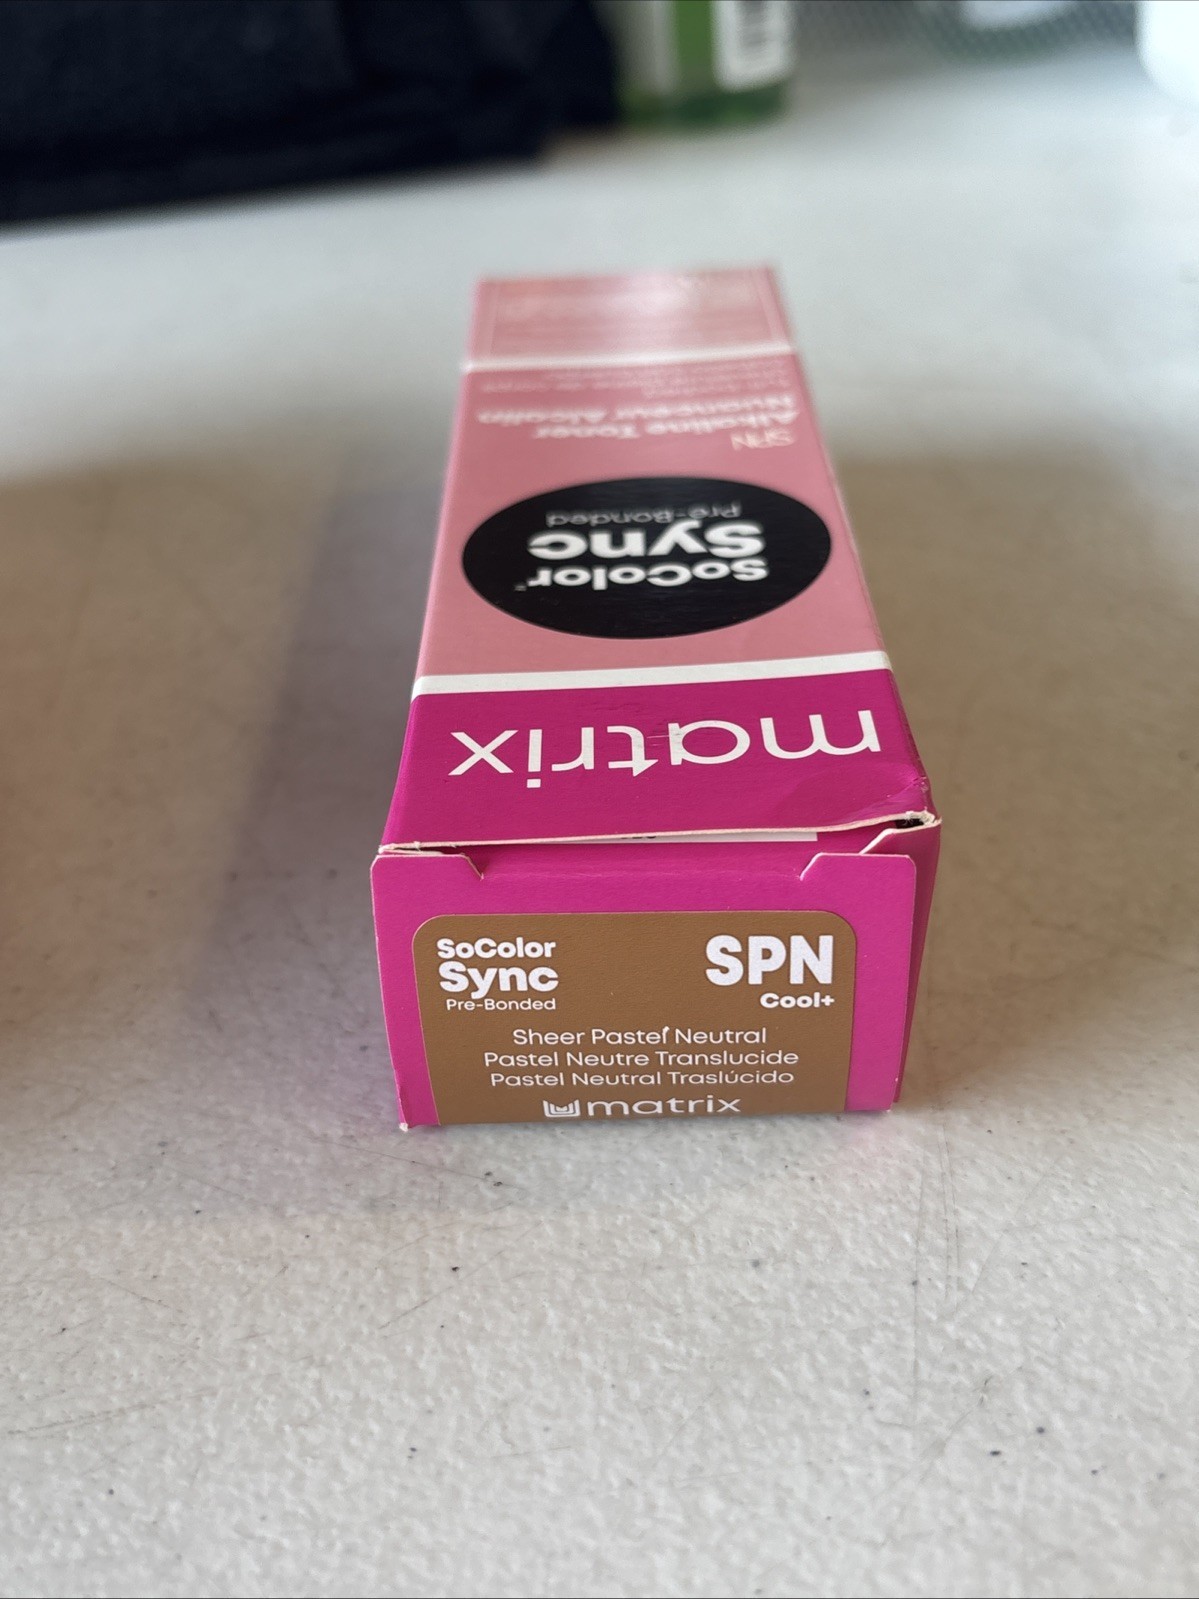 SPN
Alkaline Toner
Nuanceur Alcalin
SoColor™
Sync
Pre-Bonded
matrix
SoColor
Sync
Pre-Bonded
SPN
Cool+
Sheer Pastel Neutral
Pastel Neutre Translucide
Pastel Neutral Traslúcido
matrix